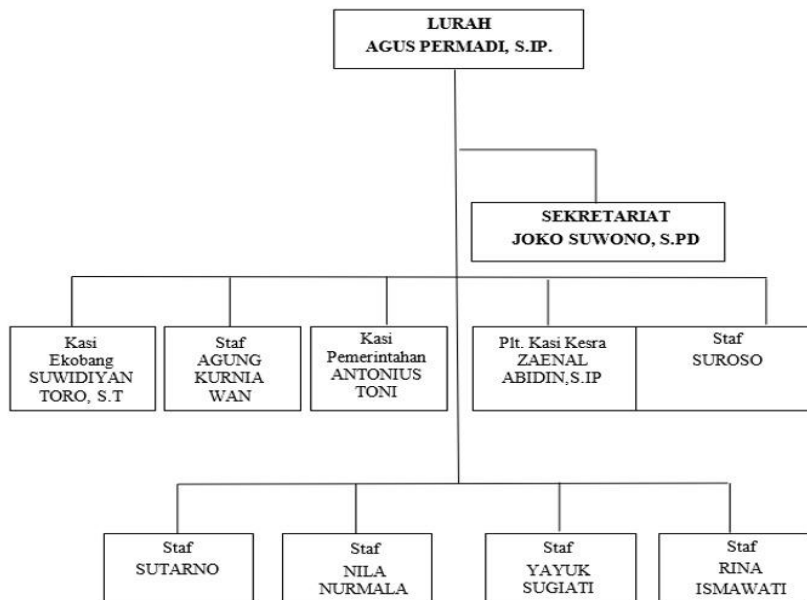 LURAH
AGUS PERMADI, S.IP.
SEKRETARIAT
JOKO SUWONO, S.PD
Kasi
Ekobang
SUWIDIYAN
TORO, S.T
Staf
AGUNG
KURNIA
WAN
Kasi
Pemerintahan
ANTONIUS
TONI
Plt. Kasi Kesra
ZAENAL
ABIDIN,S.IP
Staf
SUROSO
Staf
SUTARNO
Staf
NILA
NURMALA
Staf
YAYUK
SUGIATI
Staf
RINA
ISMAWATI